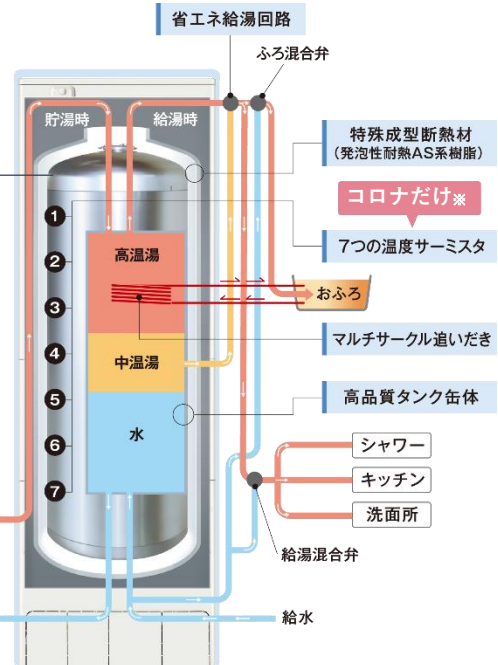 省エネ給湯回路
ふろ混合弁
貯湯時
給湯時
特殊成型断熱材
(発泡性耐熱AS系樹脂)
コロナだけ※
7つの温度サーミスタ
1
2
3
4
5
6
7
高温湯
おふろ
マルチサークル追いだき
中温湯
高品質タンク缶体
水
シャワー
キッチン
洗面所
給湯混合弁
給水